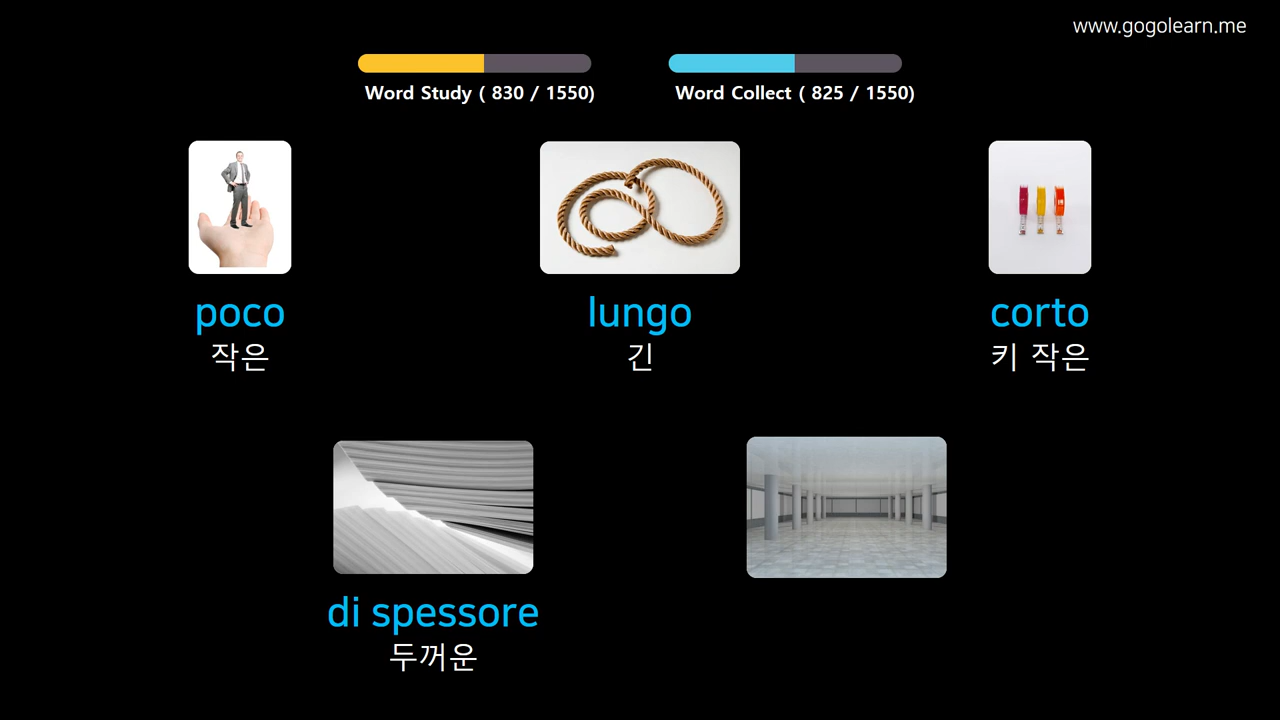 www.gogolearn.me
Word Study ( 830 / 1550)
Word Collect ( 825 / 1550)
poco
작은
lungo
긴
corto
키 작은
di spessore
두꺼운